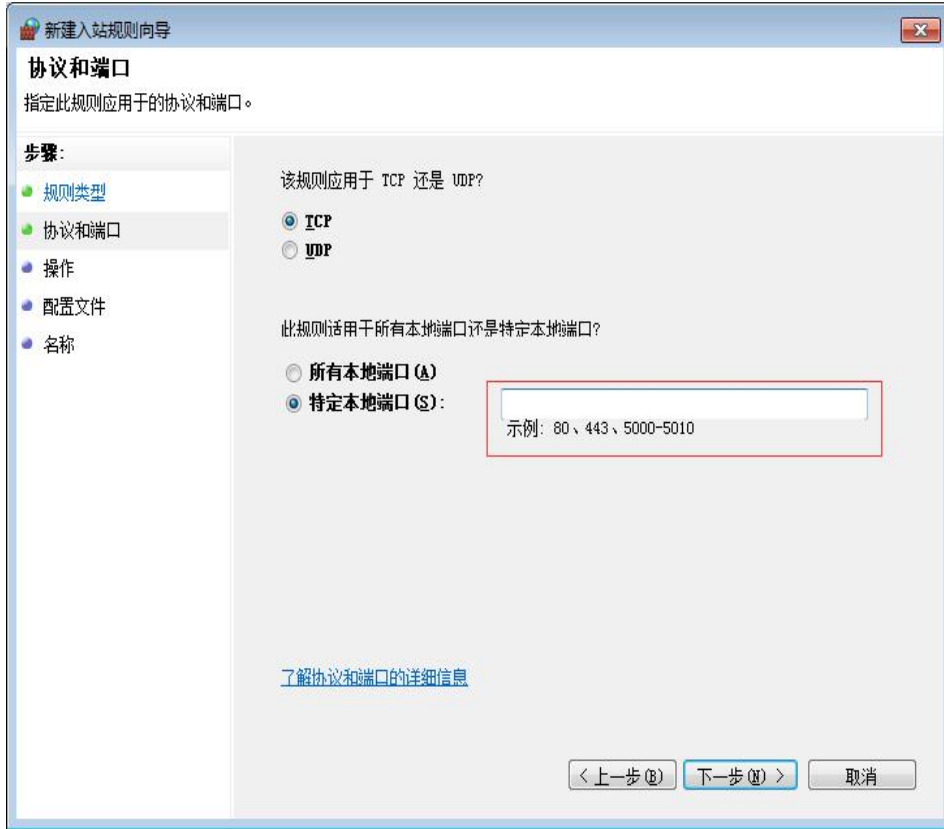 新建入站规则向导
协议和端口
指定此规则应用于的协议和端口。
步骤:
规则类型
协议和端口
操作
配置文件
名称
该规则应用于 TCP 还是 UDP?
TCP
UDP
此规则适用于所有本地端口还是特定本地端口?
所有本地端口(A)
特定本地端口(S):
示例: 80、443、5000-5010
了解协议和端口的详细信息
< 上一步(B) 下一步(N) > 取消